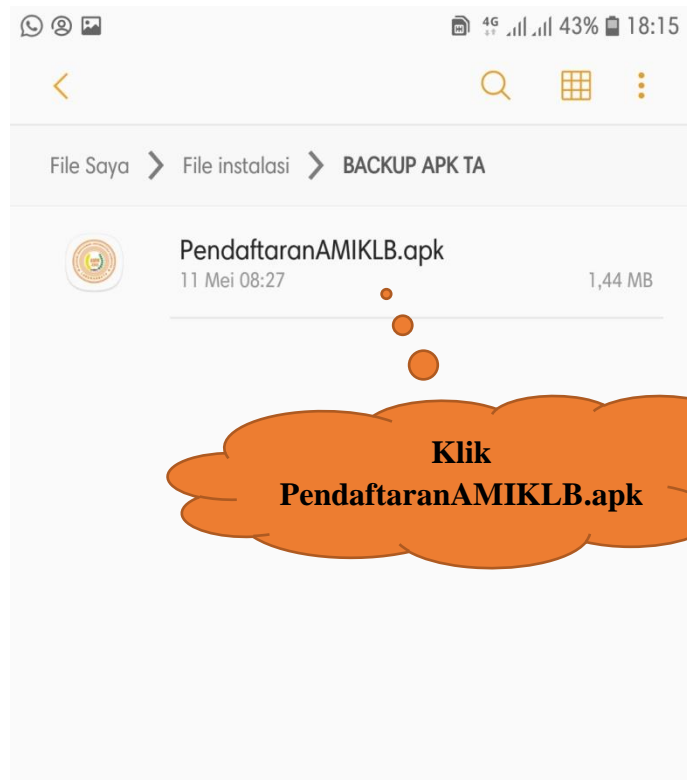 4G 43% 18:15
File Saya File instalasi BACKUP APK TA
PendaftaranAMIKLB.apk
11 Mei 08:27 1,44 MB
Klik
PendaftaranAMIKLB.apk